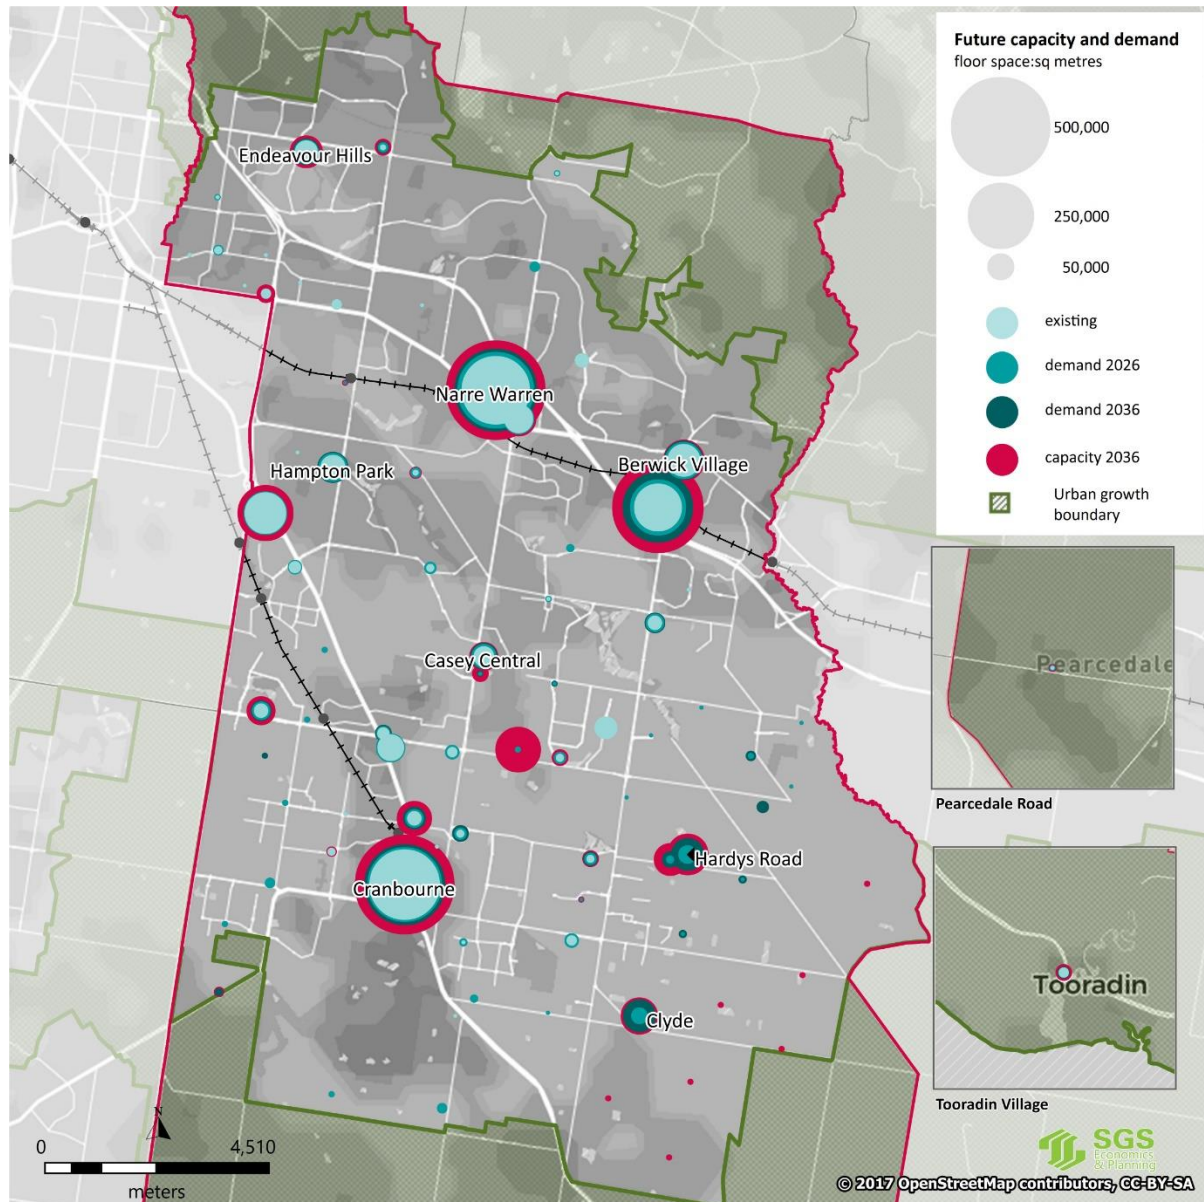 Future capacity and demand
floor space:sq metres
500,000
250,000
50,000
existing
demand 2026
demand 2036
capacity 2036
Urban growth
boundary
Endeavour Hills
Narre Warren
Berwick Village
Hampton Park
Casey Central
Hardys Road
Cranbourne
Clyde
Pearcedale
Pearcedale Road
Tooradin
Tooradin Village
N
0 4,510
meters
SGS
Economics
& Planning
© 2017 OpenStreetMap contributors, CC-BY-SA